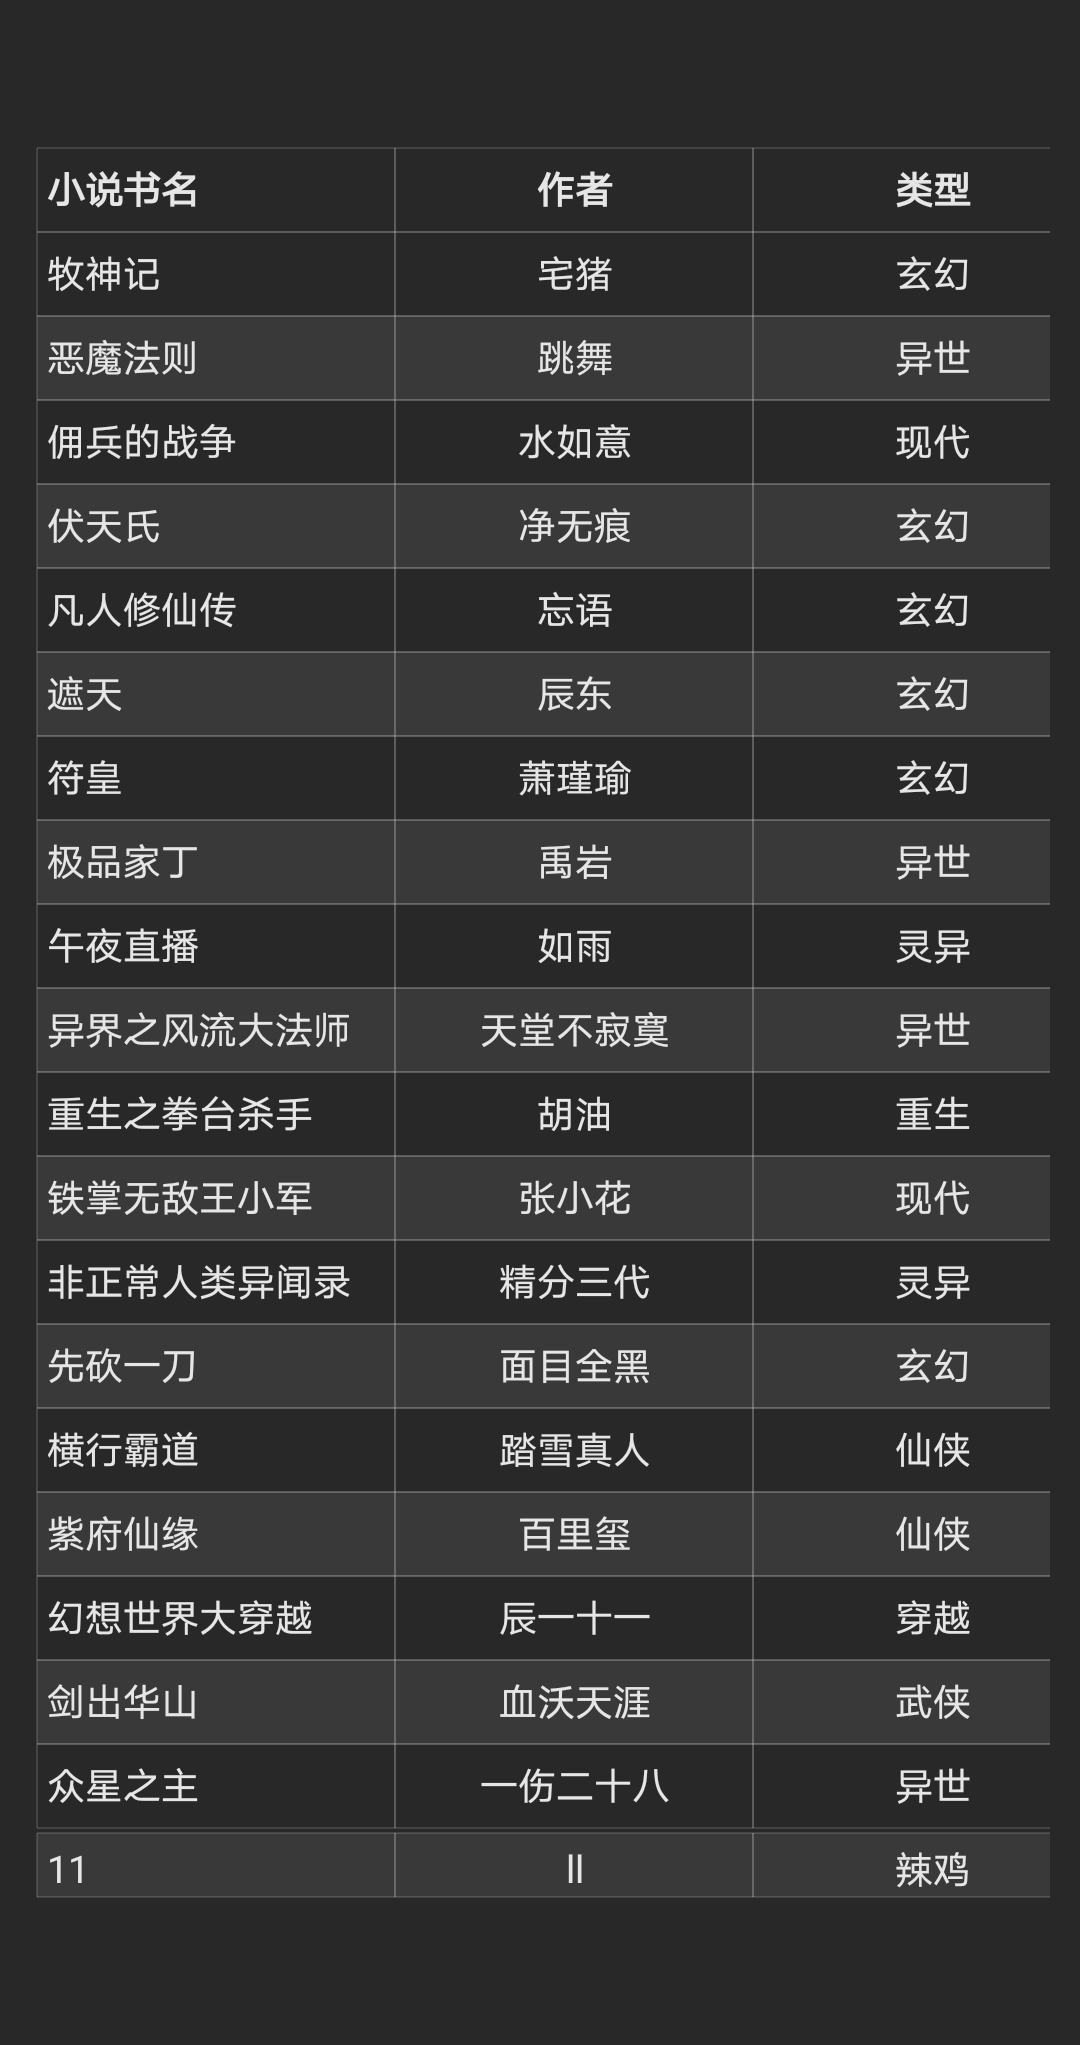 小说书名 作者 类型
牧神记 宅猪 玄幻
恶魔法则 跳舞 异世
佣兵的战争 水如意 现代
伏天氏 净无痕 玄幻
凡人修仙传 忘语 玄幻
遮天 辰东 玄幻
符皇 萧瑾瑜 玄幻
极品家丁 禹岩 异世
午夜直播 如雨 灵异
异界之风流大法师 天堂不寂寞 异世
重生之拳台杀手 胡油 重生
铁掌无敌王小军 张小花 现代
非正常人类异闻录 精分三代 灵异
先砍一刀 面目全黑 玄幻
横行霸道 踏雪真人 仙侠
紫府仙缘 百里玺 仙侠
幻想世界大穿越 辰一十一 穿越
剑出华山 血沃天涯 武侠
众星之主 一伤二十八 异世
11 ll 辣鸡